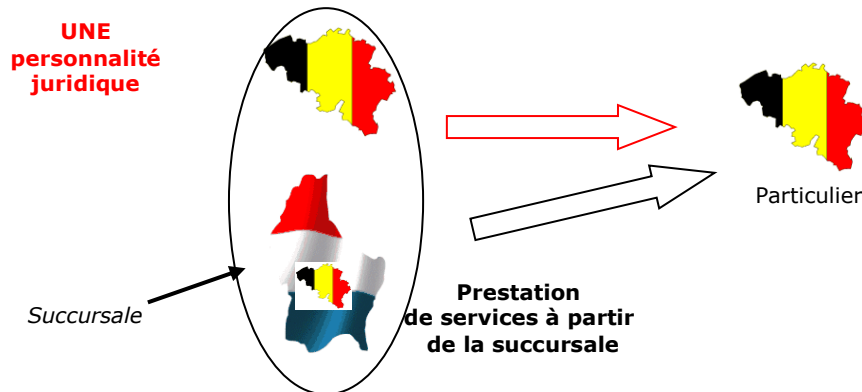 UNE
personnalité
juridique
Particulier
Succursale
Prestation
de services à partir
de la succursale